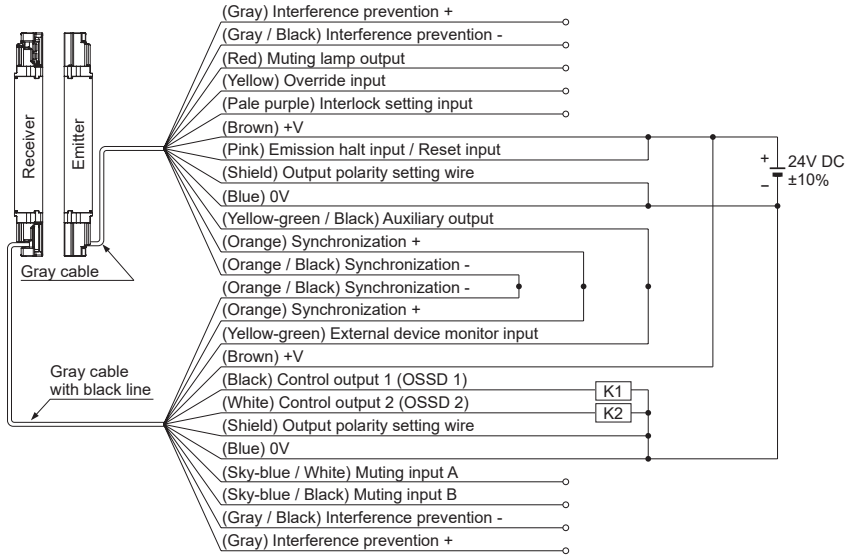 (Gray) Interference prevention +
(Gray / Black) Interference prevention -
(Red) Muting lamp output
(Yellow) Override input
(Pale purple) Interlock setting input
(Brown) +V
(Pink) Emission halt input / Reset input
(Shield) Output polarity setting wire
(Blue) 0V
(Yellow-green / Black) Auxiliary output
(Orange) Synchronization +
(Orange / Black) Synchronization -
(Orange / Black) Synchronization -
(Orange) Synchronization +
(Yellow-green) External device monitor input
(Brown) +V
(Black) Control output 1 (OSSD 1)
(White) Control output 2 (OSSD 2)
(Shield) Output polarity setting wire
(Blue) 0V
(Sky-blue / White) Muting input A
(Sky-blue / Black) Muting input B
(Gray / Black) Interference prevention -
(Gray) Interference prevention +
Receiver
Emitter
Gray cable
Gray cable
with black line
K1
K2
+
24V DC
±10%
−